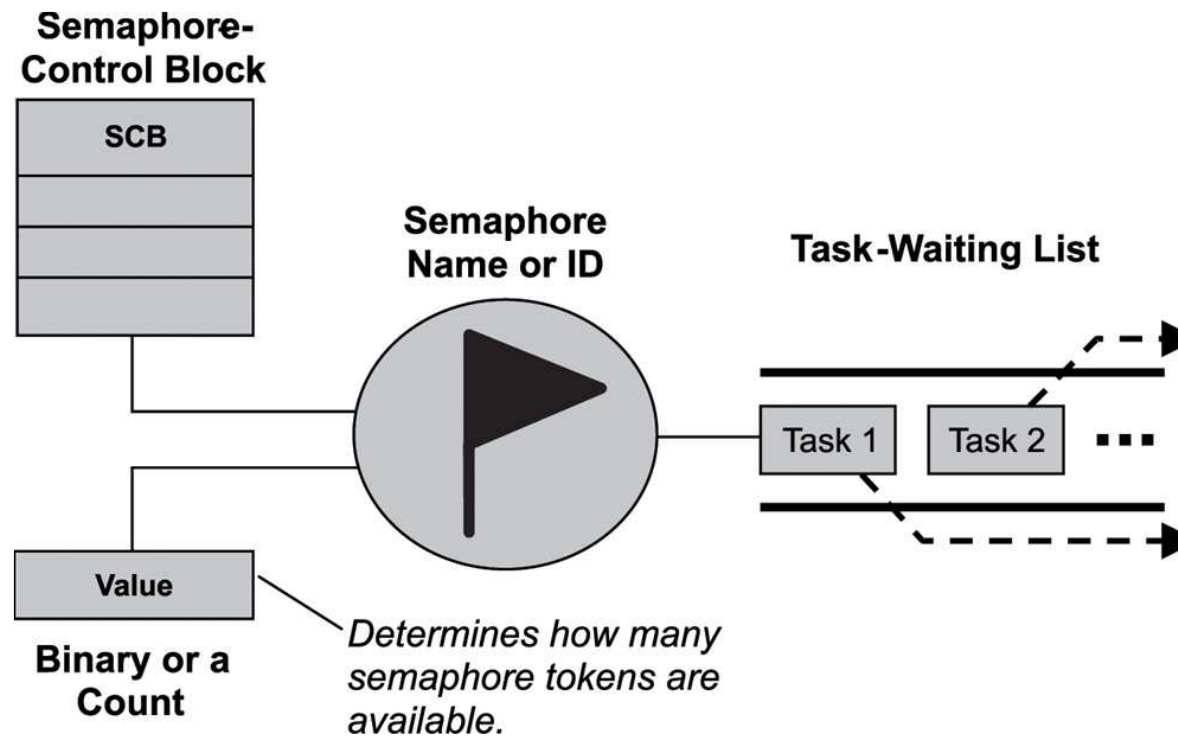 Semaphore-
Control Block
SCB
Semaphore
Name or ID
Task-Waiting List
Task 1
Task 2
Value
Binary or a
Count
Determines how many
semaphore tokens are
available.